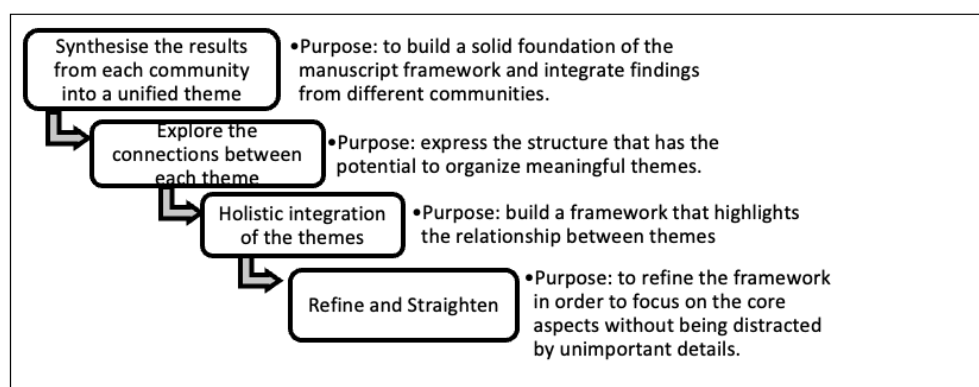 Synthesise the results
from each community
into a unified theme
•Purpose: to build a solid foundation of the
manuscript framework and integrate findings
from different communities.
Explore the
connections between
each theme
•Purpose: express the structure that has the
potential to organize meaningful themes.
Holistic integration
of the themes
•Purpose: build a framework that highlights
the relationship between themes
Refine and Straighten
•Purpose: to refine the framework
in order to focus on the core
aspects without being distracted
by unimportant details.